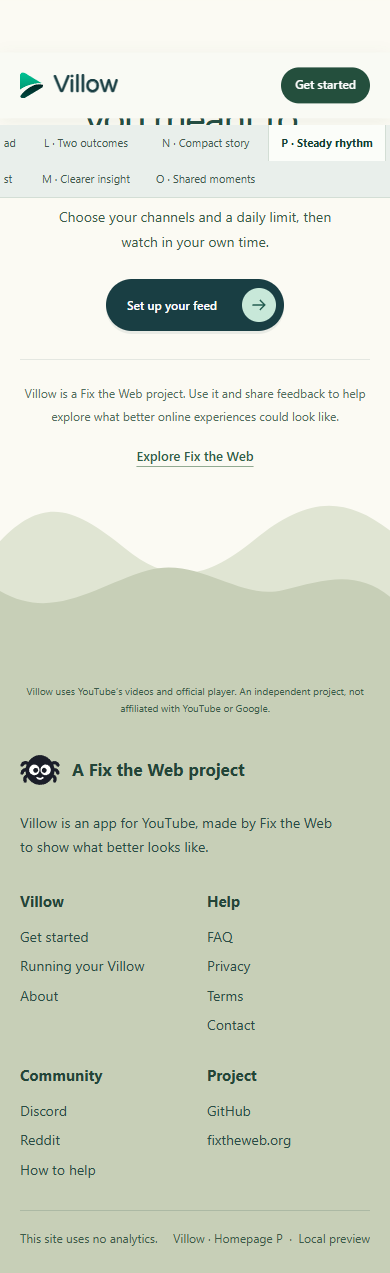 Villow
Get started
you meant to
ad L · Two outcomes N · Compact story P · Steady rhythm
st M · Clearer insight O · Shared moments
Choose your channels and a daily limit, then
watch in your own time.
Set up your feed
Villow is a Fix the Web project. Use it and share feedback to help
explore what better online experiences could look like.
Explore Fix the Web
Villow uses YouTube's videos and official player. An independent project, not
affiliated with YouTube or Google.
A Fix the Web project
Villow is an app for YouTube, made by Fix the Web
to show what better looks like.
Villow
Get started
Running your Villow
About
Help
FAQ
Privacy
Terms
Contact
Community
Discord
Reddit
How to help
Project
GitHub
fixtheweb.org
This site uses no analytics. Villow · Homepage P · Local preview